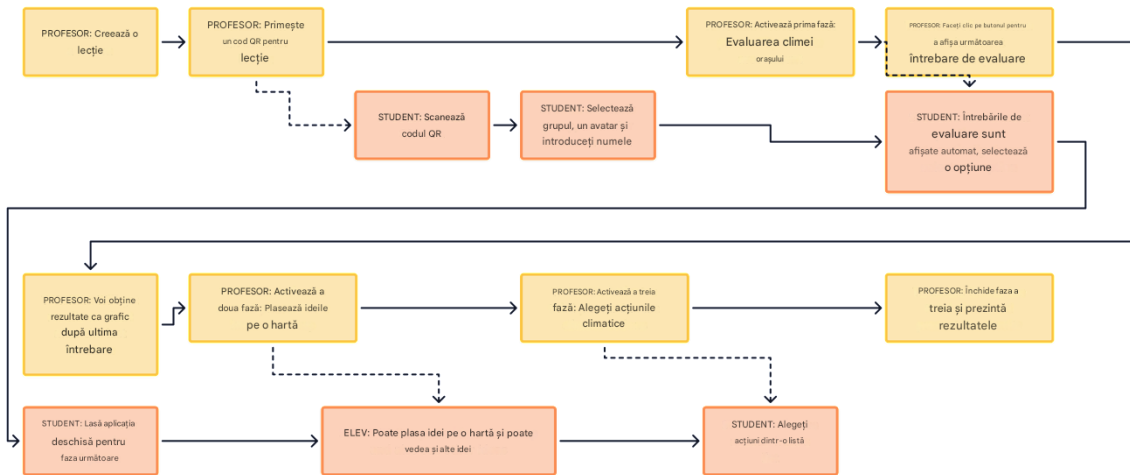 PROFESOR: Creează o
lecție
PROFESOR: Primește
un cod QR pentru
lecție
PROFESOR: Activează prima fază:
Evaluarea climei
orașului
PROFESOR: Faceți clic pe butonul pentru
a afișa următoarea
întrebare de evaluare
STUDENT: Scanează
codul QR
STUDENT: Selectează
grupul, un avatar și
introduceți numele
STUDENT: Întrebările de
evaluare sunt
afișate automat, selectează
o opțiune
PROFESOR: Voi obține
rezultate ca grafic
după ultima
întrebare
PROFESOR: Activează a
doua fază: Plasează ideile
pe o hartă
PROFESOR: Activează a treia
fază: Alegeți acțiunile
climatice
PROFESOR: Închide faza a
treia și prezintă
rezultatele
STUDENT: Lasă aplicația
deschisă pentru
faza următoare
ELEV: Poate plasa idei pe o hartă și poate
vedea și alte idei
STUDENT: Alegeți
acțiuni dintr-o listă